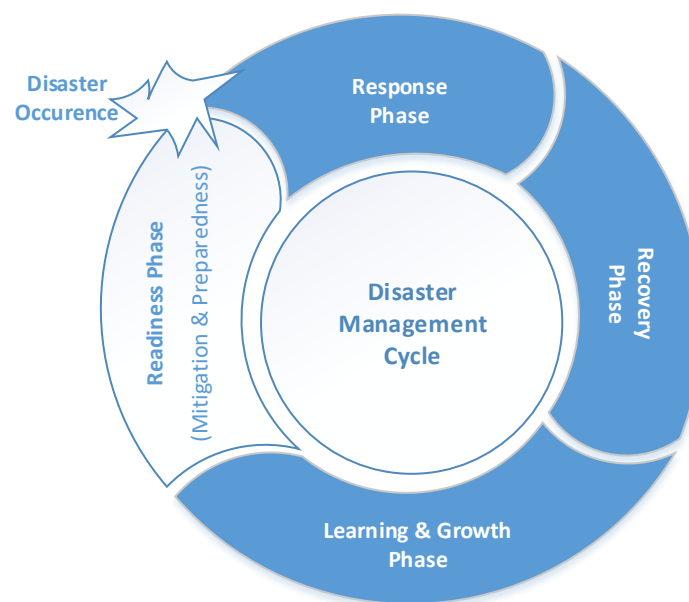 Disaster
Occurence
Response
Phase
Recovery
Phase
Learning & Growth
Phase
Readiness Phase
(Mitigation & Preparedness)
Disaster
Management
Cycle